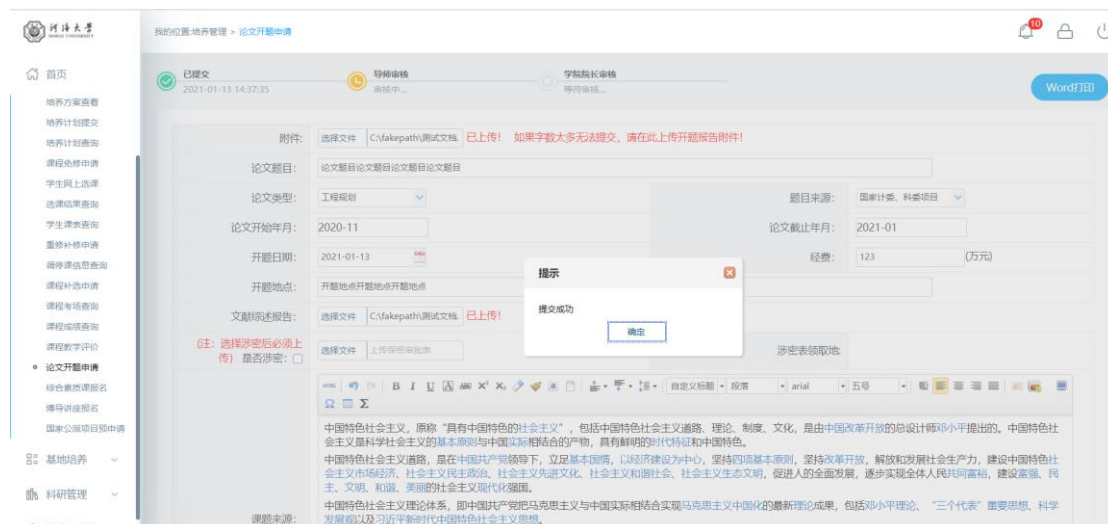 河海大学
HOHAI UNIVERSITY
我的位置:培养管理 > 论文开题申请
10
首页
培养方案查看
培养计划提交
培养计划查询
课程免修申请
学生网上选课
选课结果查询
学生课表查询
重修补修申请
调停课信息查询
课程补选申请
课程考场查询
课程成绩查询
课程教学评价
论文开题申请
综合素质课报名
博导讲座报名
国家公派项目预申请
基地培养
科研管理
已提交
2021-01-13 14:37:35
导师审核
审核中...
学院院长审核
等待审核...
Word打印
附件: 选择文件 C:\fakepath\测试文档. 已上传! 如果字数太多无法提交，请在此上传开题报告附件!
论文题目: 论文题目论文题目论文题目论文题目
论文类型: 工程规划 题目来源: 国家计委、科委项目
论文开始年月: 2020-11 论文截止年月: 2021-01
开题日期: 2021-01-13 经费: 123 (万元)
开题地点: 开题地点开题地点开题地点
文献综述报告: 选择文件 C:\fakepath\测试文档. 已上传!
(注: 选择涉密后必须上传) 是否涉密: 选择文件 上传保密审批表 涉密表领取地:
提示
提交成功
确定
HTML B I U A ABC X² X₂ 自定义标题 段落 arial 五号
Ω Σ
课题来源:
中国特色社会主义，原称“具有中国特色的社会主义”，包括中国特色社会主义道路、理论、制度、文化，是由中国改革开放的总设计师邓小平提出的。中国特色社
会主义是科学社会主义的基本原则与中国实际相结合的产物，具有鲜明的时代特征和中国特色。
中国特色社会主义道路，是在中国共产党领导下，立足基本国情，以经济建设为中心，坚持四项基本原则，坚持改革开放，解放和发展社会生产力，建设中国特色社
会主义市场经济、社会主义民主政治、社会主义先进文化、社会主义和谐社会、社会主义生态文明，促进人的全面发展，逐步实现全体人民共同富裕，建设富强、民
主、文明、和谐、美丽的社会主义现代化强国。
中国特色社会主义理论体系，即中国共产党把马克思主义与中国实际相结合实现马克思主义中国化的最新理论成果，包括邓小平理论、“三个代表”重要思想、科学
发展观以及习近平新时代中国特色社会主义思想。